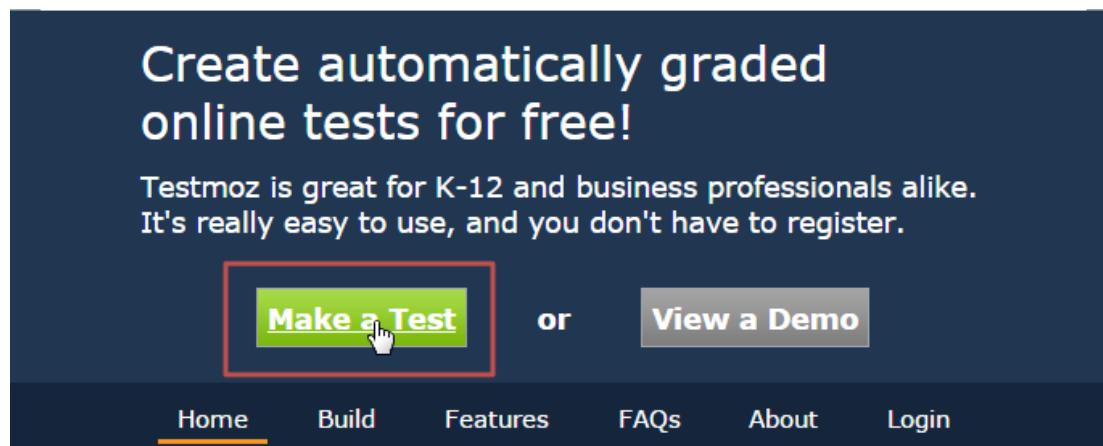 Create automatically graded
online tests for free!
Testmoz is great for K-12 and business professionals alike.
It's really easy to use, and you don't have to register.
Make a Test or View a Demo
Home Build Features FAQs About Login